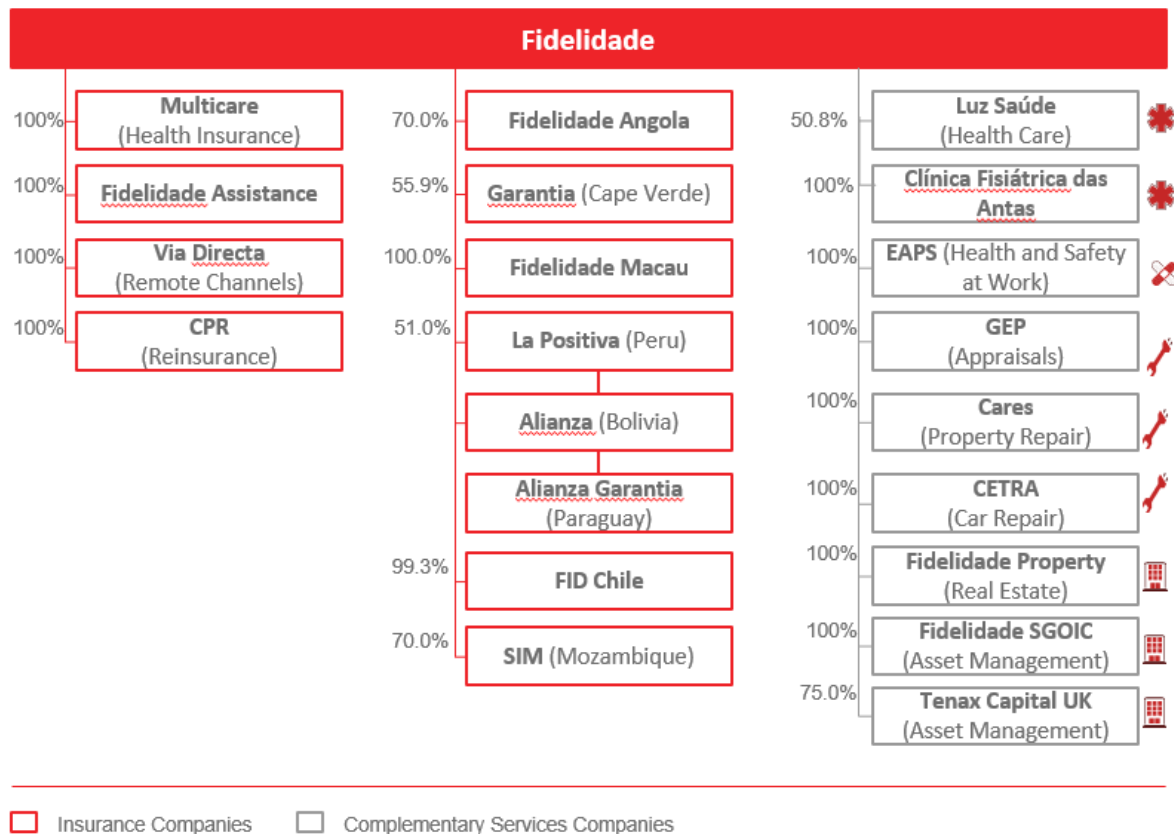 Fidelidade
100%
Multicare
(Health Insurance)
100%
Fidelidade Assistance
100%
Via Directa
(Remote Channels)
100%
CPR
(Reinsurance)
70.0%
Fidelidade Angola
55.9%
Garantia (Cape Verde)
100.0%
Fidelidade Macau
51.0%
La Positiva (Peru)
Alianza (Bolivia)
Alianza Garantia
(Paraguay)
99.3%
FID Chile
70.0%
SIM (Mozambique)
50.8%
Luz Saúde
(Health Care)
100%
Clínica Fisiátrica das
Antas
100%
EAPS (Health and Safety
at Work)
100%
GEP
(Appraisals)
100%
Cares
(Property Repair)
100%
CETRA
(Car Repair)
100%
Fidelidade Property
(Real Estate)
100%
Fidelidade SGOIC
(Asset Management)
75.0%
Tenax Capital UK
(Asset Management)
Insurance Companies
Complementary Services Companies